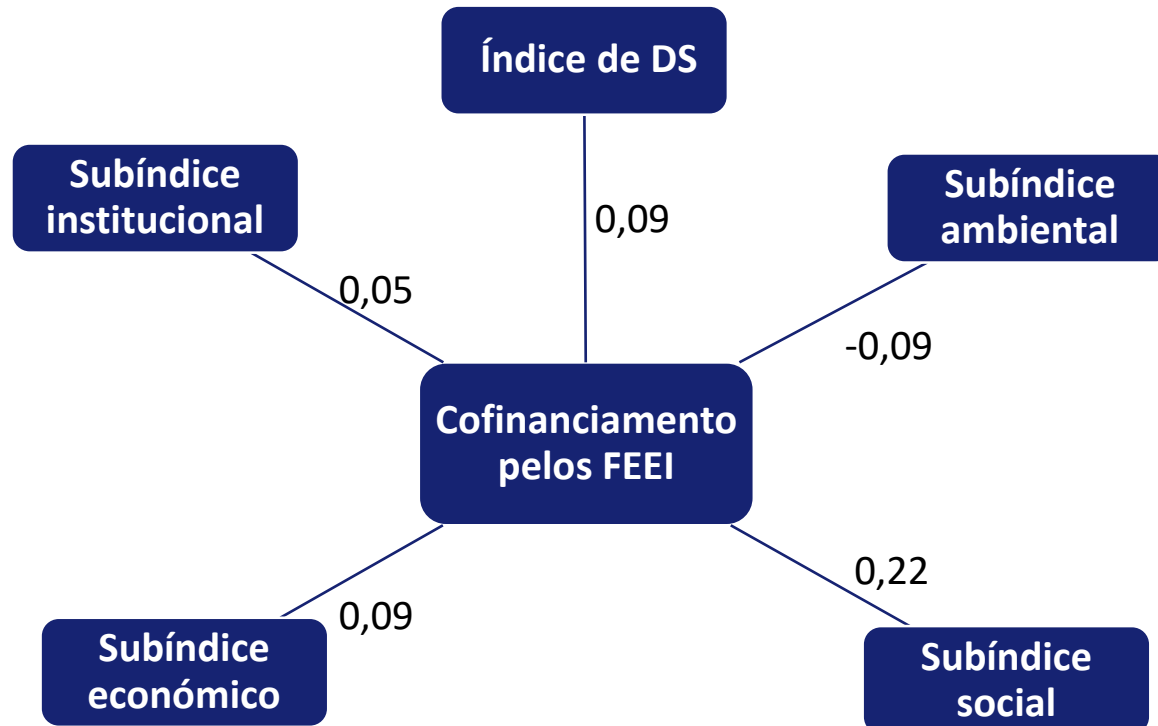 Índice de DS
Subíndice
institucional
Subíndice
ambiental
0,09
0,05
-0,09
Cofinanciamento
pelos FEEI
0,22
0,09
Subíndice
económico
Subíndice
social